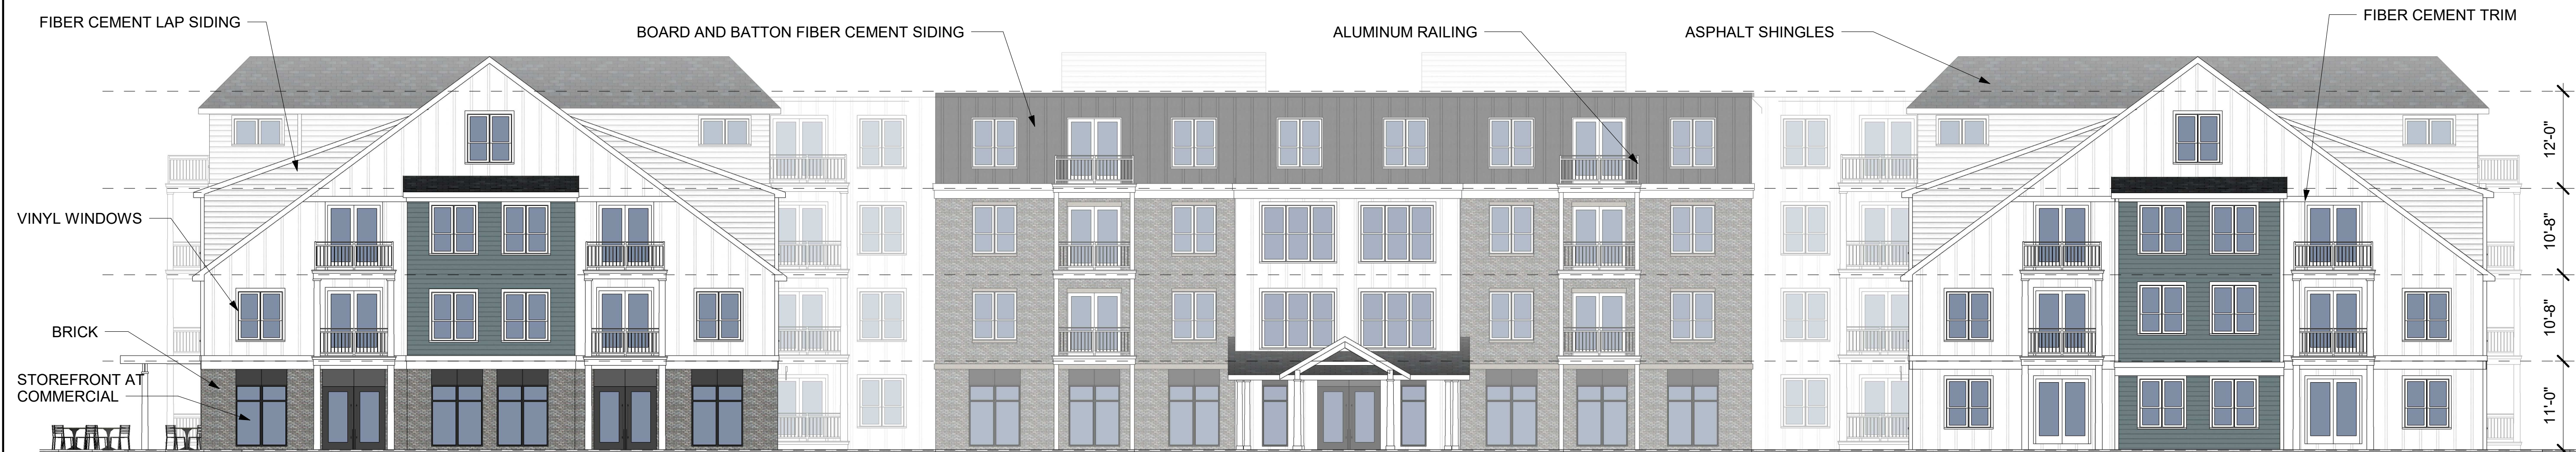 FIBER CEMENT LAP SIDING
BOARD AND BATTON FIBER CEMENT SIDING
ALUMINUM RAILING
ASPHALT SHINGLES
FIBER CEMENT TRIM
VINYL WINDOWS
BRICK
STOREFRONT AT
COMMERCIAL
12'-0"
10'-8"
10'-8"
11'-0"